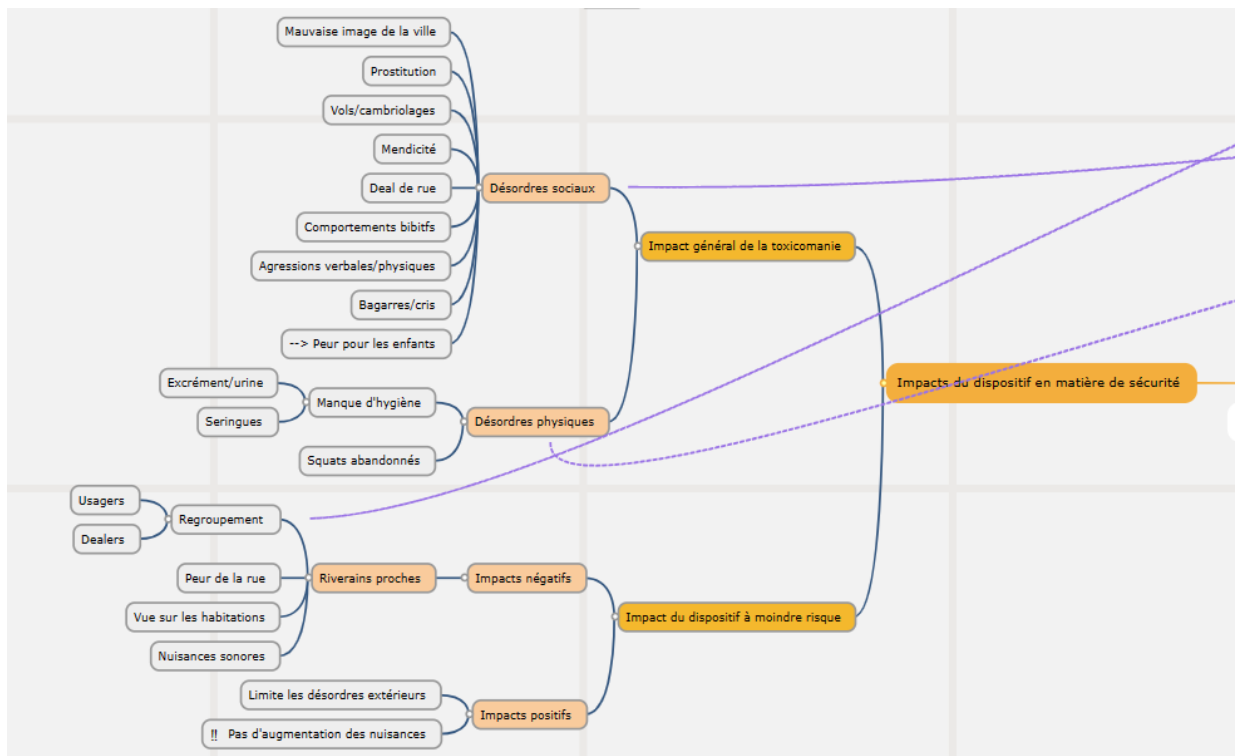 Mauvaise image de la ville
Prostitution
Vols/cambriolages
Mendicité
Deal de rue
Comportements bibitfs
Agressions verbales/physiques
Bagarres/cris
--> Peur pour les enfants
Désordres sociaux
Impact général de la toxicomanie
Excrément/urine
Seringues
Manque d'hygiène
Squats abandonnés
Désordres physiques
Impacts du dispositif en matière de sécurité
Usagers
Dealers
Regroupement
Peur de la rue
Vue sur les habitations
Nuisances sonores
Riverains proches
Impacts négatifs
Impact du dispositif à moindre risque
Limite les désordres extérieurs
!! Pas d'augmentation des nuisances
Impacts positifs